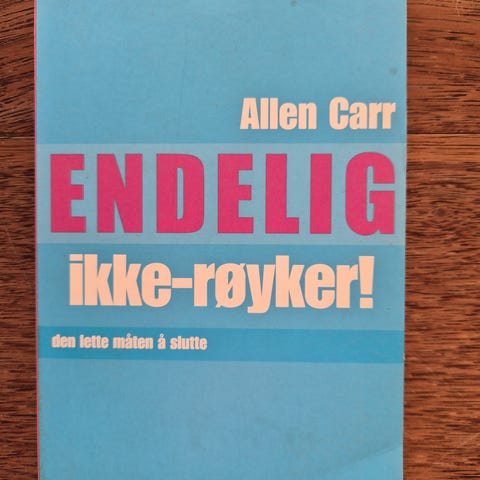 Allen Carr
ENDELIG
ikke-røyker!
den lette måten å slutte